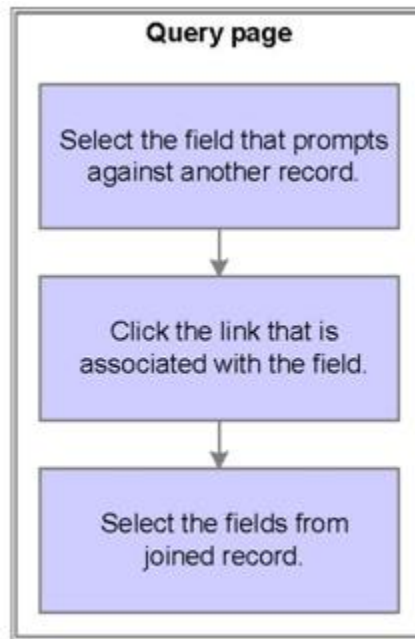 Query page
Select the field that prompts
against another record.
Click the link that is
associated with the field.
Select the fields from
joined record.